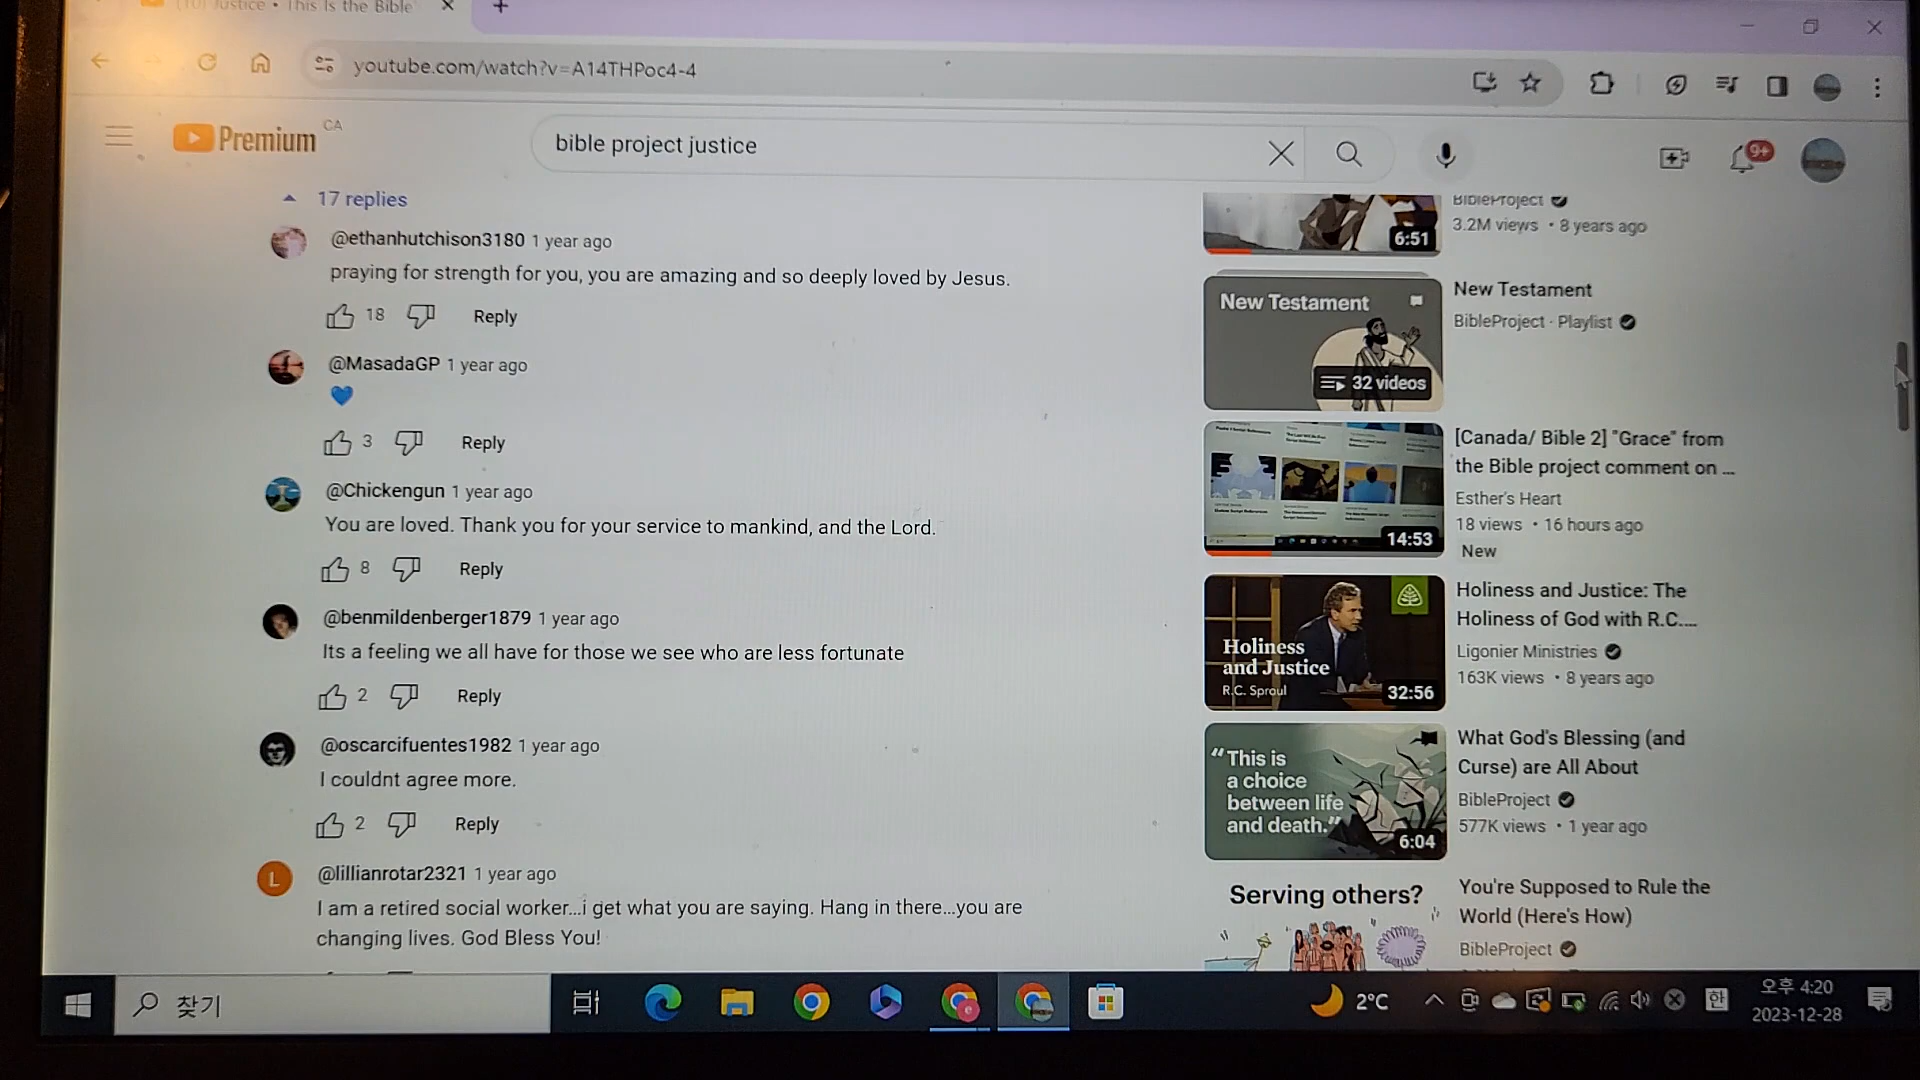 Justice • This Is the Bible
youtube.com/watch?v=A14THPoc4-4
Premium CA
bible project justice
9+
17 replies
@ethanhutchison3180 1 year ago
praying for strength for you, you are amazing and so deeply loved by Jesus.
18 Reply
@MasadaGP 1 year ago
💙
3 Reply
@Chickengun 1 year ago
You are loved. Thank you for your service to mankind, and the Lord.
8 Reply
@benmildenberger1879 1 year ago
Its a feeling we all have for those we see who are less fortunate
2 Reply
@oscarcifuentes1982 1 year ago
I couldnt agree more.
2 Reply
L
@lillianrotar2321 1 year ago
I am a retired social worker...i get what you are saying. Hang in there...you are
changing lives. God Bless You!
6:51
BibleProject
3.2M views • 8 years ago
New Testament
32 videos
New Testament
BibleProject · Playlist
14:53
[Canada/ Bible 2] "Grace" from
the Bible project comment on ...
Esther's Heart
18 views • 16 hours ago
New
Holiness
and Justice
R.C. Sproul
32:56
Holiness and Justice: The
Holiness of God with R.C....
Ligonier Ministries
163K views • 8 years ago
“This is
a choice
between life
and death.”
6:04
What God's Blessing (and
Curse) are All About
BibleProject
577K views • 1 year ago
Serving others?
You're Supposed to Rule the
World (Here's How)
BibleProject
찾기
2°C
한
오후 4:20
2023-12-28